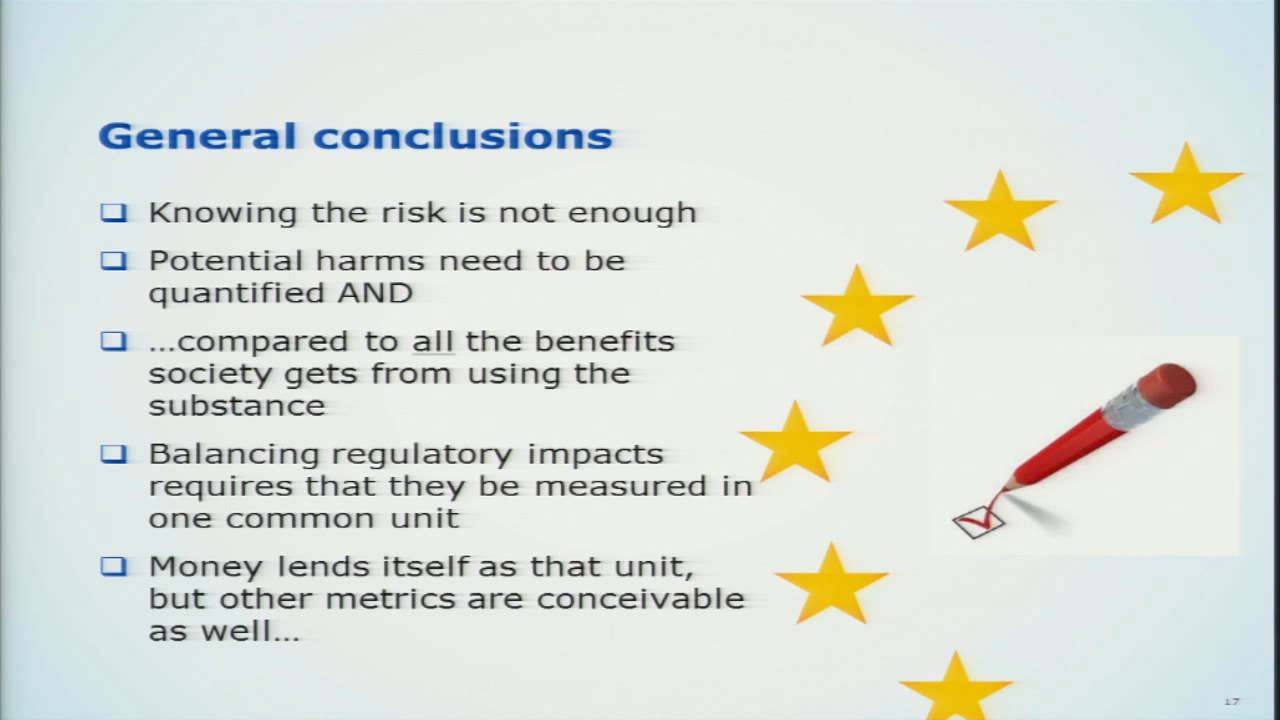 General conclusions
Knowing the risk is not enough
Potential harms need to be
quantified AND
…compared to all the benefits
society gets from using the
substance
Balancing regulatory impacts
requires that they be measured in
one common unit
Money lends itself as that unit,
but other metrics are conceivable
as well…
17